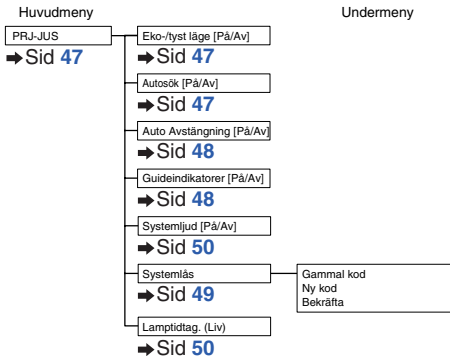 Huvudmeny
Undermeny
PRJ-JUS
➡Sid 47
Eko-/tyst läge [På/Av]
➡Sid 47
Autosök [På/Av]
➡Sid 47
Auto Avstängning [På/Av]
➡Sid 48
Guideindikatorer [På/Av]
➡Sid 48
Systemljud [På/Av]
➡Sid 50
Systemlås
➡Sid 49
Gammal kod
Ny kod
Bekräfta
Lamptidtag. (Liv)
➡Sid 50